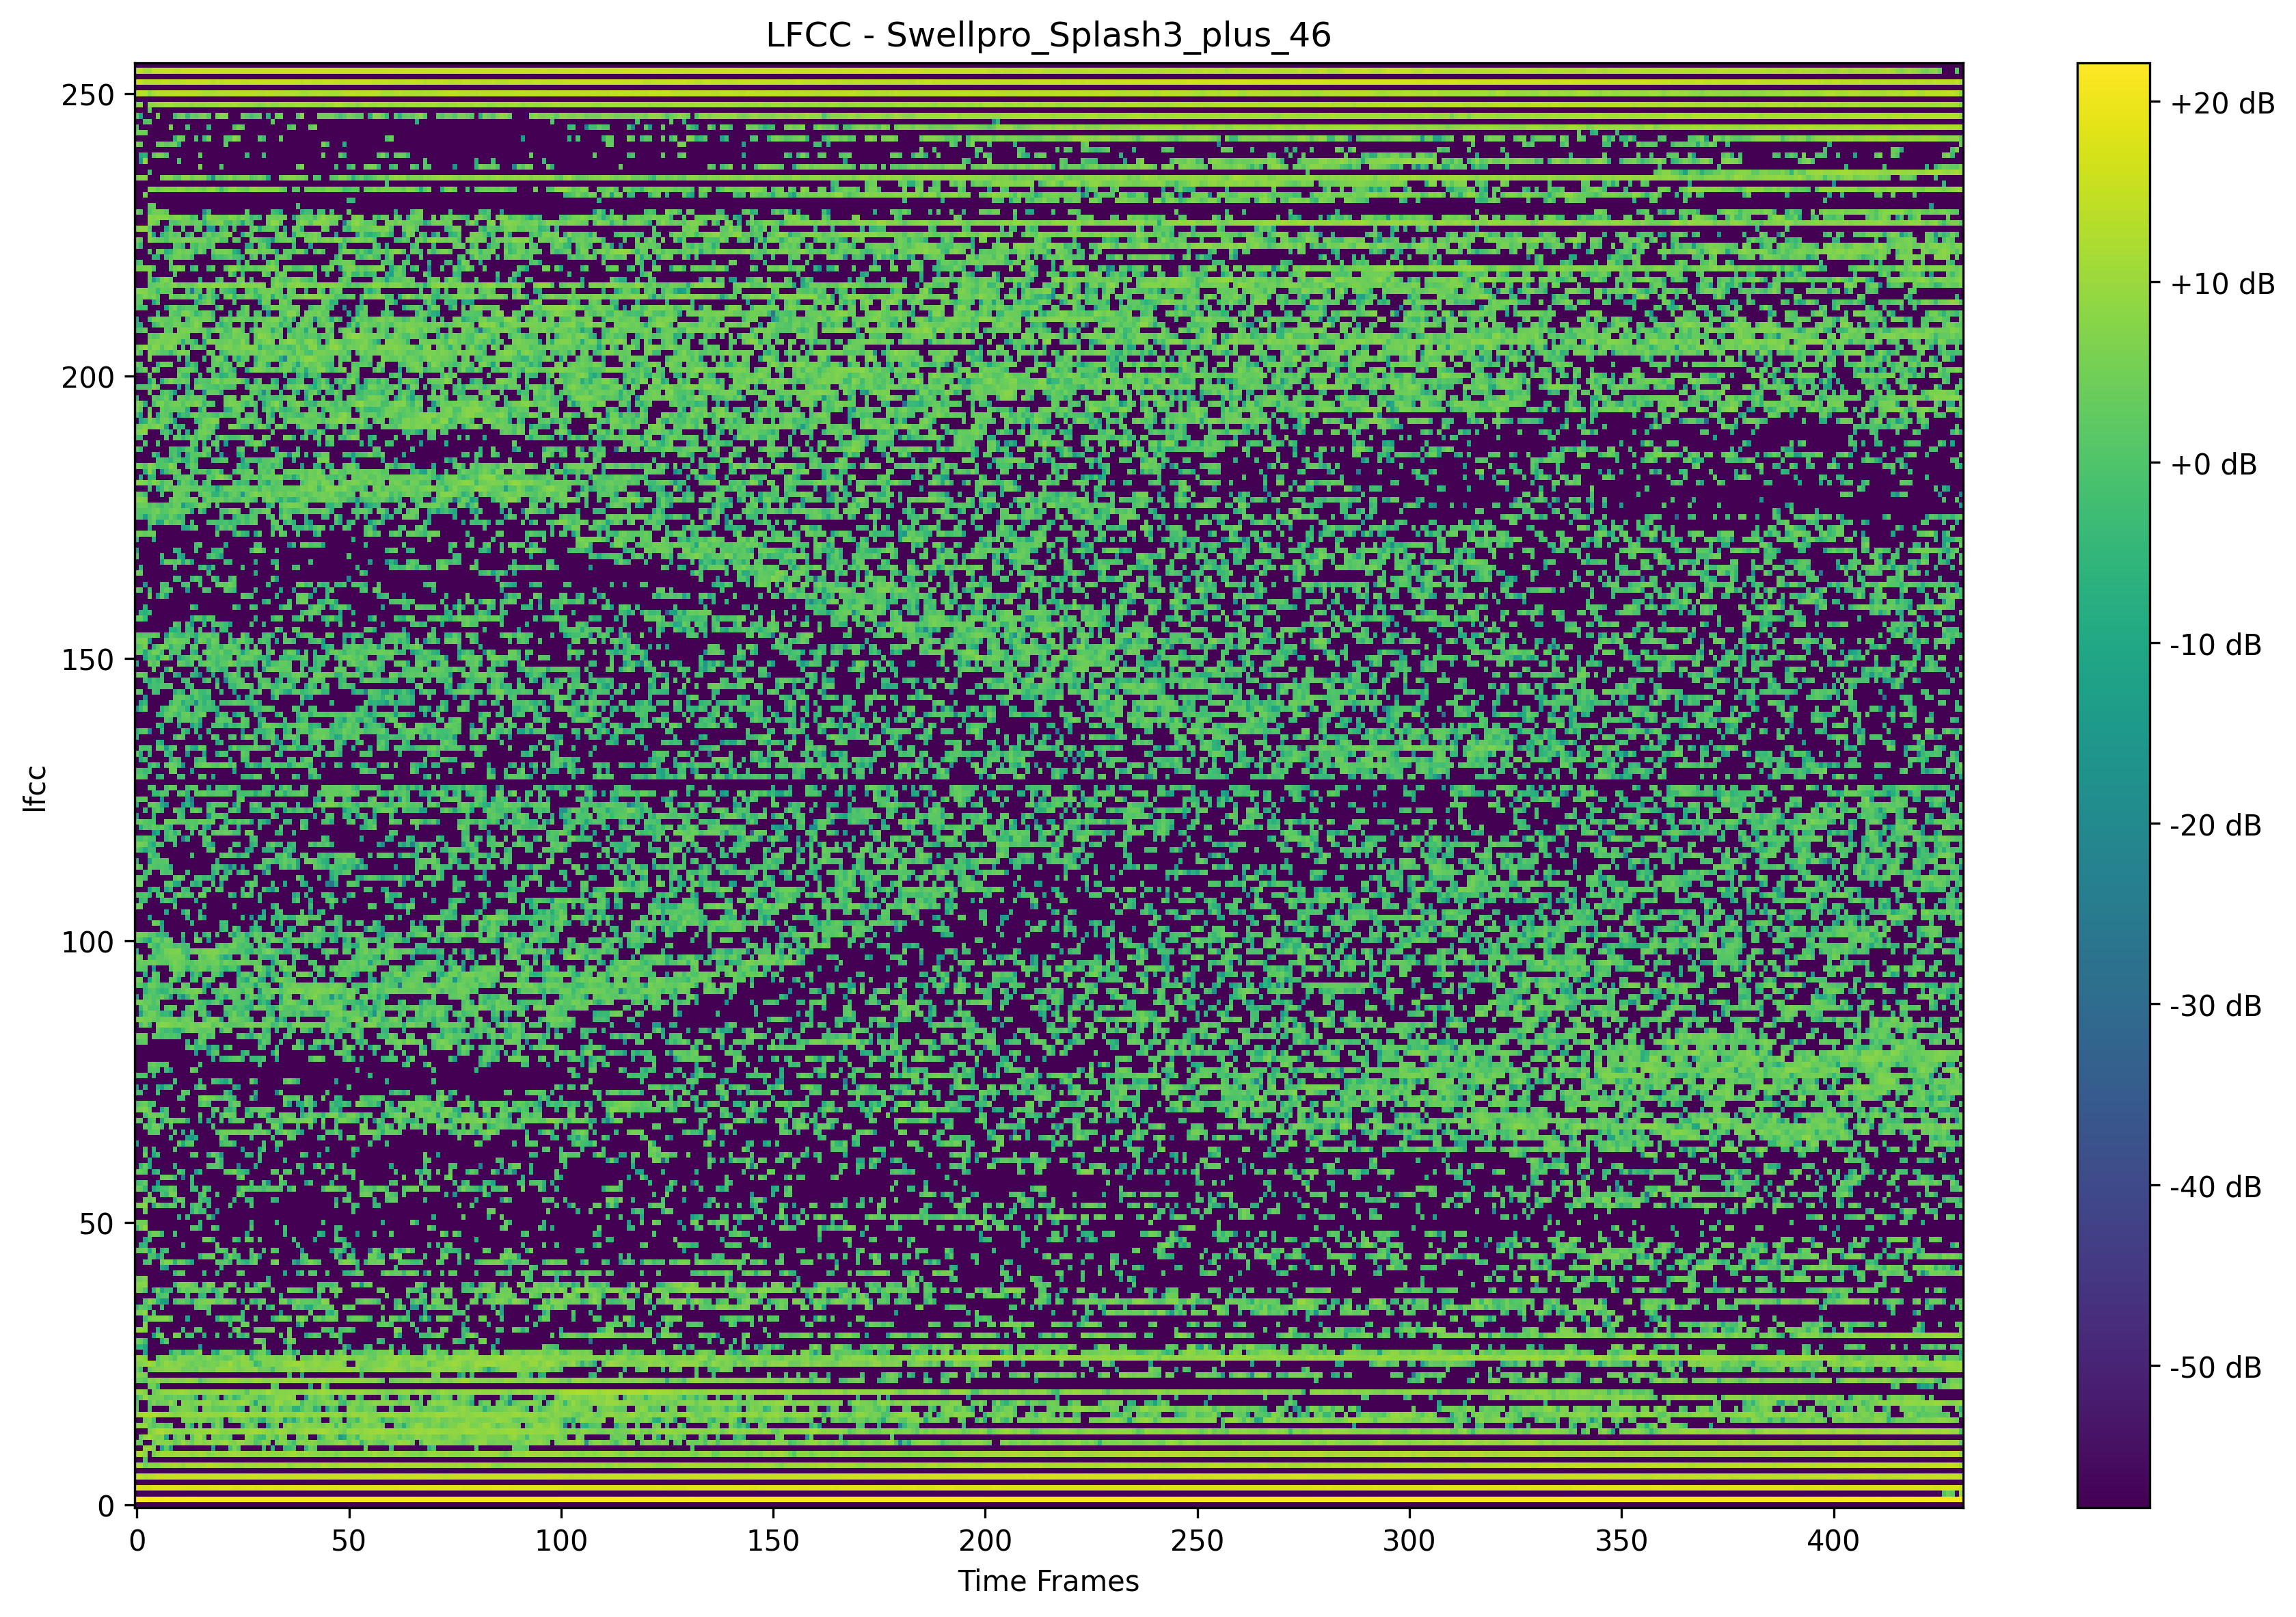 LFCC - Swellpro_Splash3_plus_46
250
200
150
100
50
0
lfcc
0 50 100 150 200 250 300 350 400
Time Frames
+20 dB
+10 dB
+0 dB
-10 dB
-20 dB
-30 dB
-40 dB
-50 dB